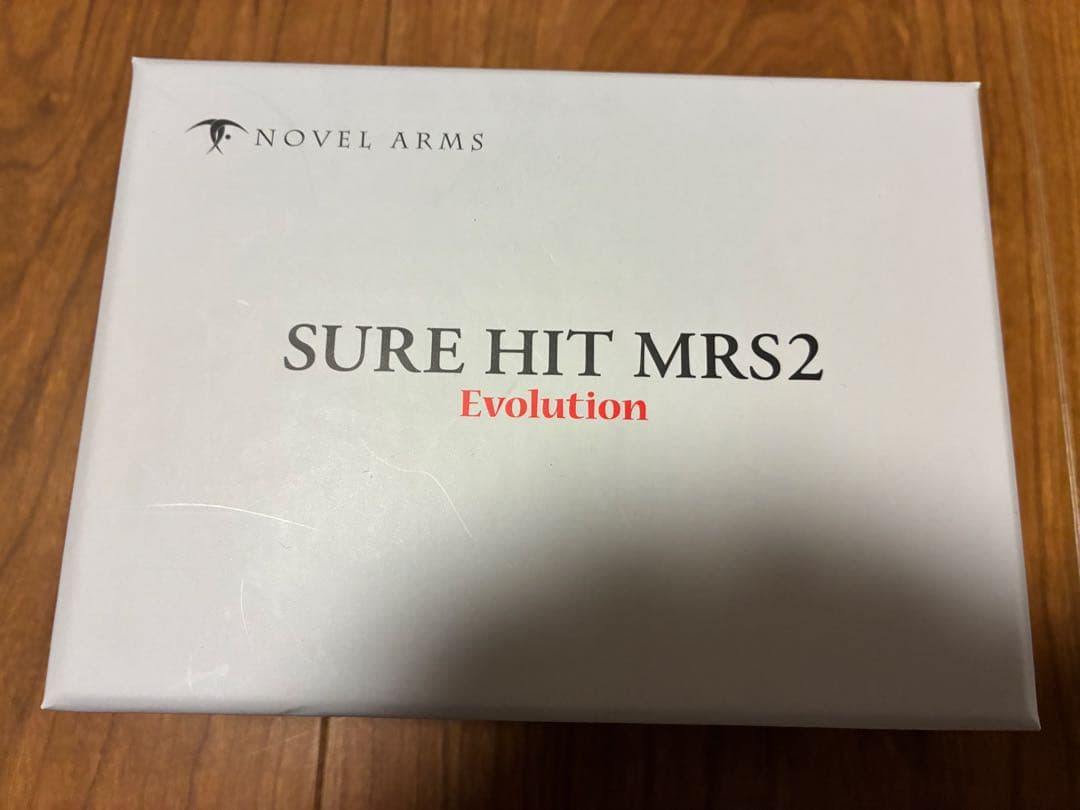 NOVEL ARMS
SURE HIT MRS2
Evolution